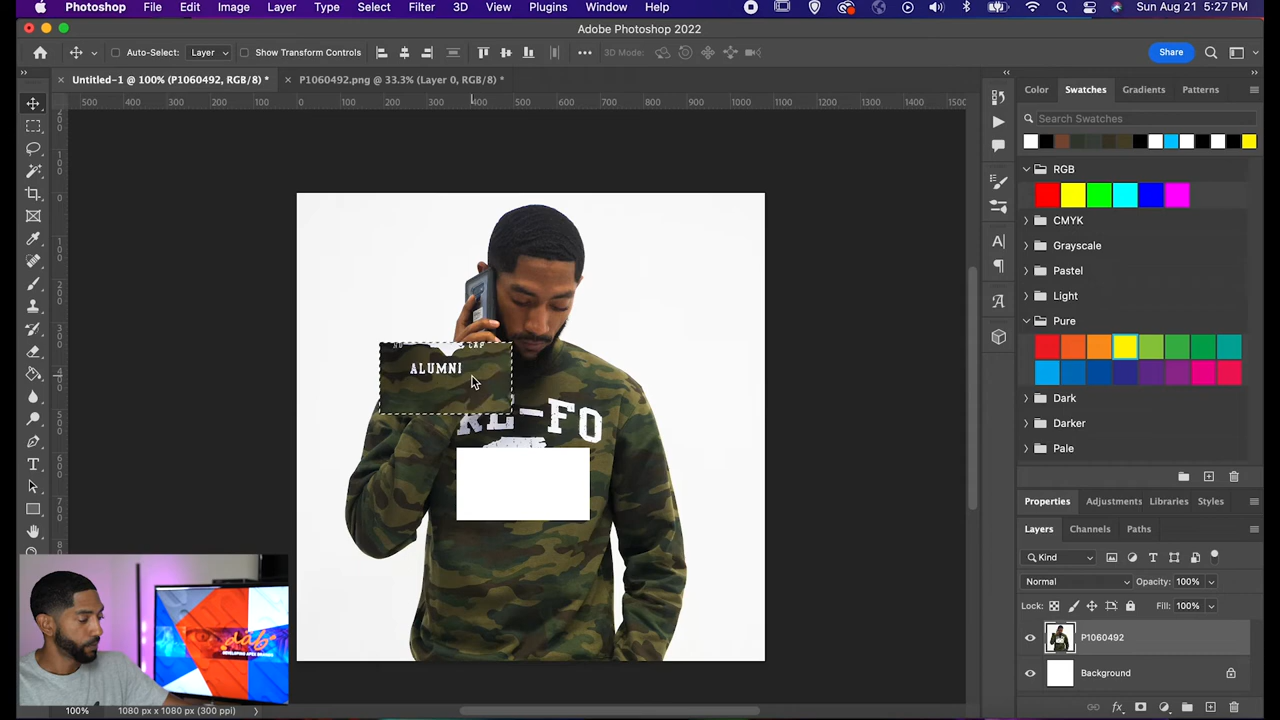 Photoshop File Edit Image Layer Type Select Filter 3D View Plugins Window Help Sun Aug 21 5:27 PM
Adobe Photoshop 2022
Auto-Select: Layer Show Transform Controls 3D Mode: Share
Untitled-1 @ 100% (P1060492, RGB/8) * P1060492.png @ 33.3% (Layer 0, RGB/8) *
500 400 300 200 100 0 100 200 300 400 500 600 700 800 900 1000 1100 1200 1300 1400 1500
Color Swatches Gradients Patterns
Search Swatches
RGB
CMYK
Grayscale
Pastel
Light
Pure
Dark
Darker
Pale
ALUMNI
RL-FO
Properties Adjustments Libraries Styles
Layers Channels Paths
Kind
Normal Opacity: 100%
Lock: Fill: 100%
P1060492
Background
dab
DEVELOPING APEX BRANDS
100% 1080 px x 1080 px (300 ppi)